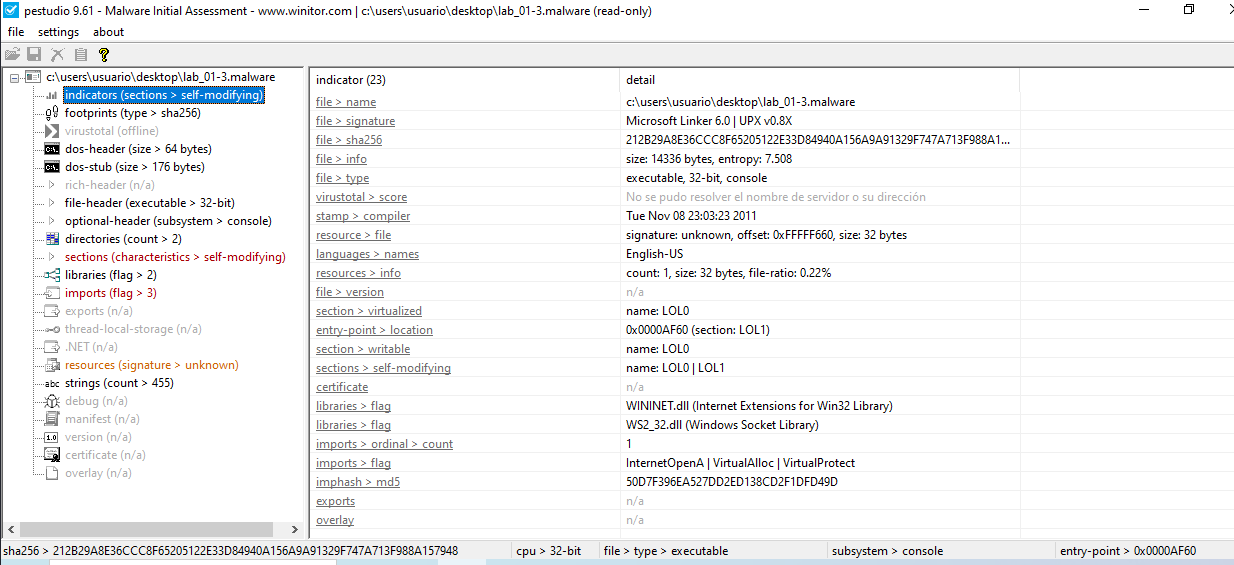 pestudio 9.61 - Malware Initial Assessment - www.winitor.com | c:\users\usuario\desktop\lab_01-3.malware (read-only)
file settings about
c:\users\usuario\desktop\lab_01-3.malware
indicators (sections > self-modifying)
footprints (type > sha256)
virustotal (offline)
dos-header (size > 64 bytes)
dos-stub (size > 176 bytes)
rich-header (n/a)
file-header (executable > 32-bit)
optional-header (subsystem > console)
directories (count > 2)
sections (characteristics > self-modifying)
libraries (flag > 2)
imports (flag > 3)
exports (n/a)
thread-local-storage (n/a)
.NET (n/a)
resources (signature > unknown)
abc strings (count > 455)
debug (n/a)
manifest (n/a)
1.0 version (n/a)
certificate (n/a)
overlay (n/a)
indicator (23) detail
file > name c:\users\usuario\desktop\lab_01-3.malware
file > signature Microsoft Linker 6.0 | UPX v0.8X
file > sha256 212B29A8E36CCC8F65205122E33D84940A156A9A91329F747A713F988A1...
file > info size: 14336 bytes, entropy: 7.508
file > type executable, 32-bit, console
virustotal > score No se pudo resolver el nombre de servidor o su dirección
stamp > compiler Tue Nov 08 23:03:23 2011
resource > file signature: unknown, offset: 0xFFFFF660, size: 32 bytes
languages > names English-US
resources > info count: 1, size: 32 bytes, file-ratio: 0.22%
file > version n/a
section > virtualized name: LOL0
entry-point > location 0x0000AF60 (section: LOL1)
section > writable name: LOL0
sections > self-modifying name: LOL0 | LOL1
certificate n/a
libraries > flag WININET.dll (Internet Extensions for Win32 Library)
libraries > flag WS2_32.dll (Windows Socket Library)
imports > ordinal > count 1
imports > flag InternetOpenA | VirtualAlloc | VirtualProtect
imphash > md5 50D7F396EA527DD2ED138CD2F1DFD49D
exports n/a
overlay n/a
sha256 > 212B29A8E36CCC8F65205122E33D84940A156A9A91329F747A713F988A157948 cpu > 32-bit file > type > executable subsystem > console entry-point > 0x0000AF60